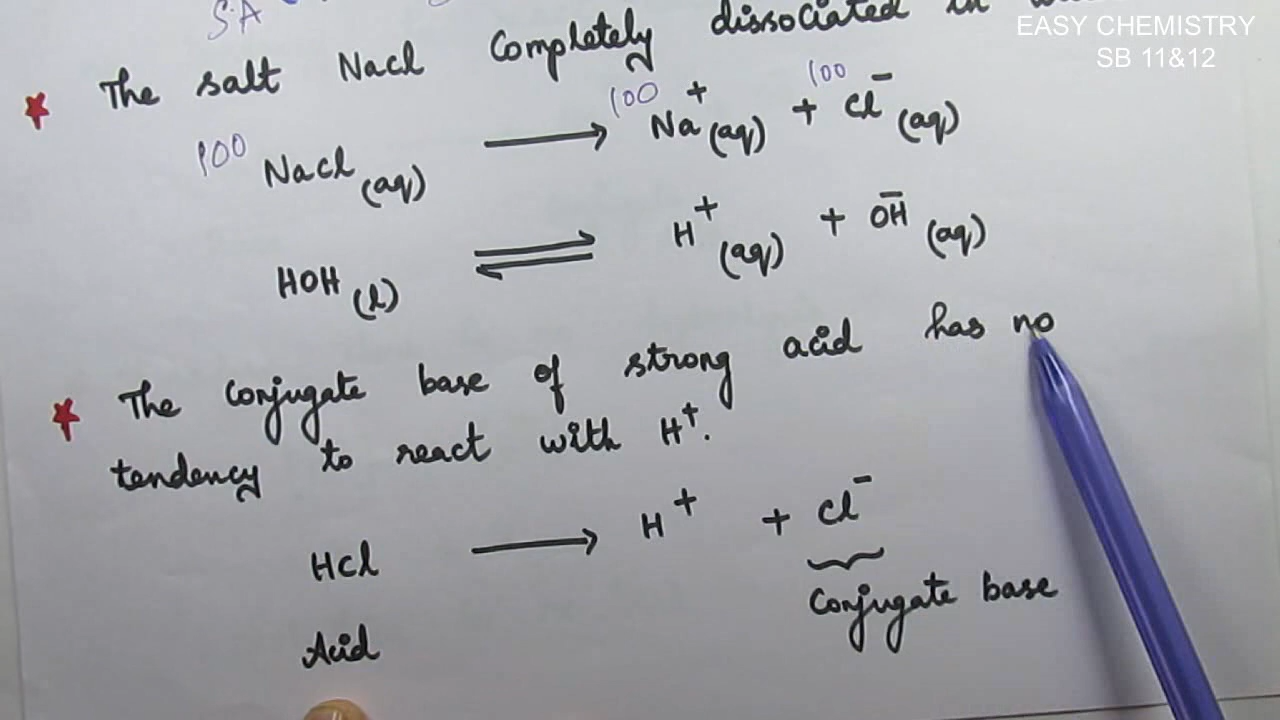 EASY CHEMISTRY
SB 11&12
SA
★ The salt NaCl Completely dissociated in
100 NaCl (aq) ⟶ 100 Na⁺ (aq) + 100 Cl⁻ (aq)
HOH (l) ⇌ H⁺ (aq) + OH⁻ (aq)
★ The Conjugate base of strong acid has no
tendency to react with H⁺.
HCl ⟶ H⁺ + Cl⁻
Acid Conjugate base